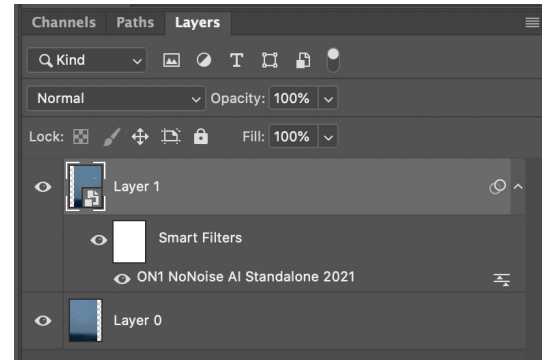 Channels Paths Layers
Kind
Normal Opacity: 100%
Lock: Fill: 100%
Layer 1
Smart Filters
ON1 NoNoise AI Standalone 2021
Layer 0